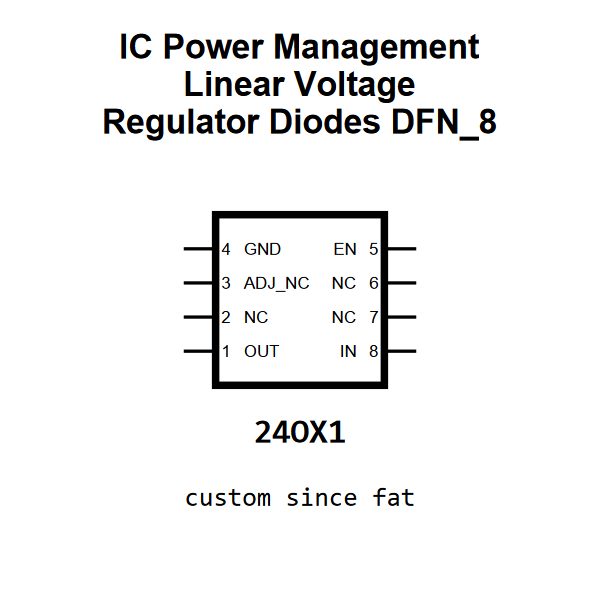 IC Power Management
Linear Voltage
Regulator Diodes DFN_8
4 GND EN 5
3 ADJ_NC NC 6
2 NC NC 7
1 OUT IN 8
24OX1
custom since fat